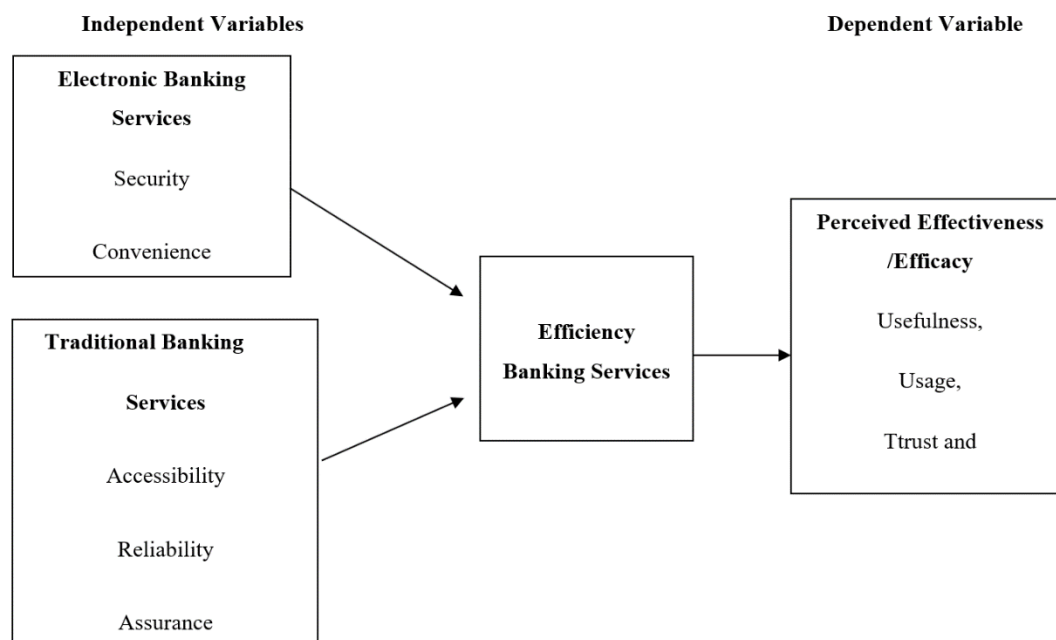 Independent Variables
Dependent Variable
Electronic Banking
Services
Security
Convenience
Traditional Banking
Services
Accessibility
Reliability
Assurance
Efficiency
Banking Services
Perceived Effectiveness
/Efficacy
Usefulness,
Usage,
Ttrust and